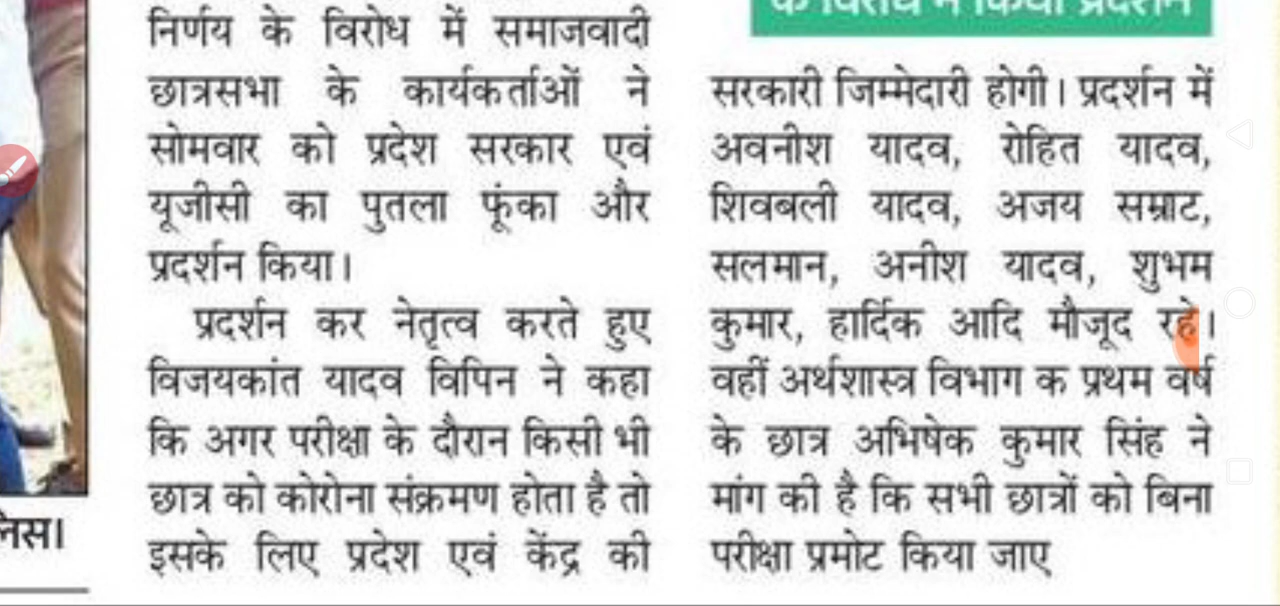 निर्णय के विरोध में समाजवादी
छात्रसभा के कार्यकर्ताओं ने
सोमवार को प्रदेश सरकार एवं
यूजीसी का पुतला फूंका और
प्रदर्शन किया।
प्रदर्शन कर नेतृत्व करते हुए
विजयकांत यादव विपिन ने कहा
कि अगर परीक्षा के दौरान किसी भी
छात्र को कोरोना संक्रमण होता है तो
इसके लिए प्रदेश एवं केंद्र की
के विरोध में किया प्रदर्शन
सरकारी जिम्मेदारी होगी। प्रदर्शन में
अवनीश यादव, रोहित यादव,
शिवबली यादव, अजय सम्राट,
सलमान, अनीश यादव, शुभम
कुमार, हार्दिक आदि मौजूद रहे।
वहीं अर्थशास्त्र विभाग क प्रथम वर्ष
के छात्र अभिषेक कुमार सिंह ने
मांग की है कि सभी छात्रों को बिना
परीक्षा प्रमोट किया जाए